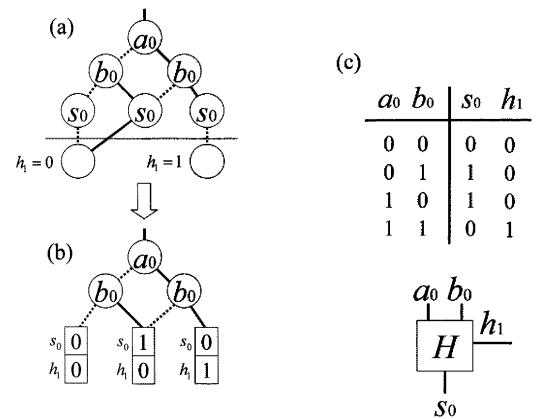 (a)
a₀
b₀ b₀
s₀ s₀ s₀
h₁ = 0 h₁ = 1
(b)
a₀
b₀ b₀
s₀ 0 s₀ 1 s₀ 0
h₁ 0 h₁ 0 h₁ 1
(c)
a₀ b₀ s₀ h₁
0 0 0 0
0 1 1 0
1 0 1 0
1 1 0 1
a₀ b₀
H h₁
s₀